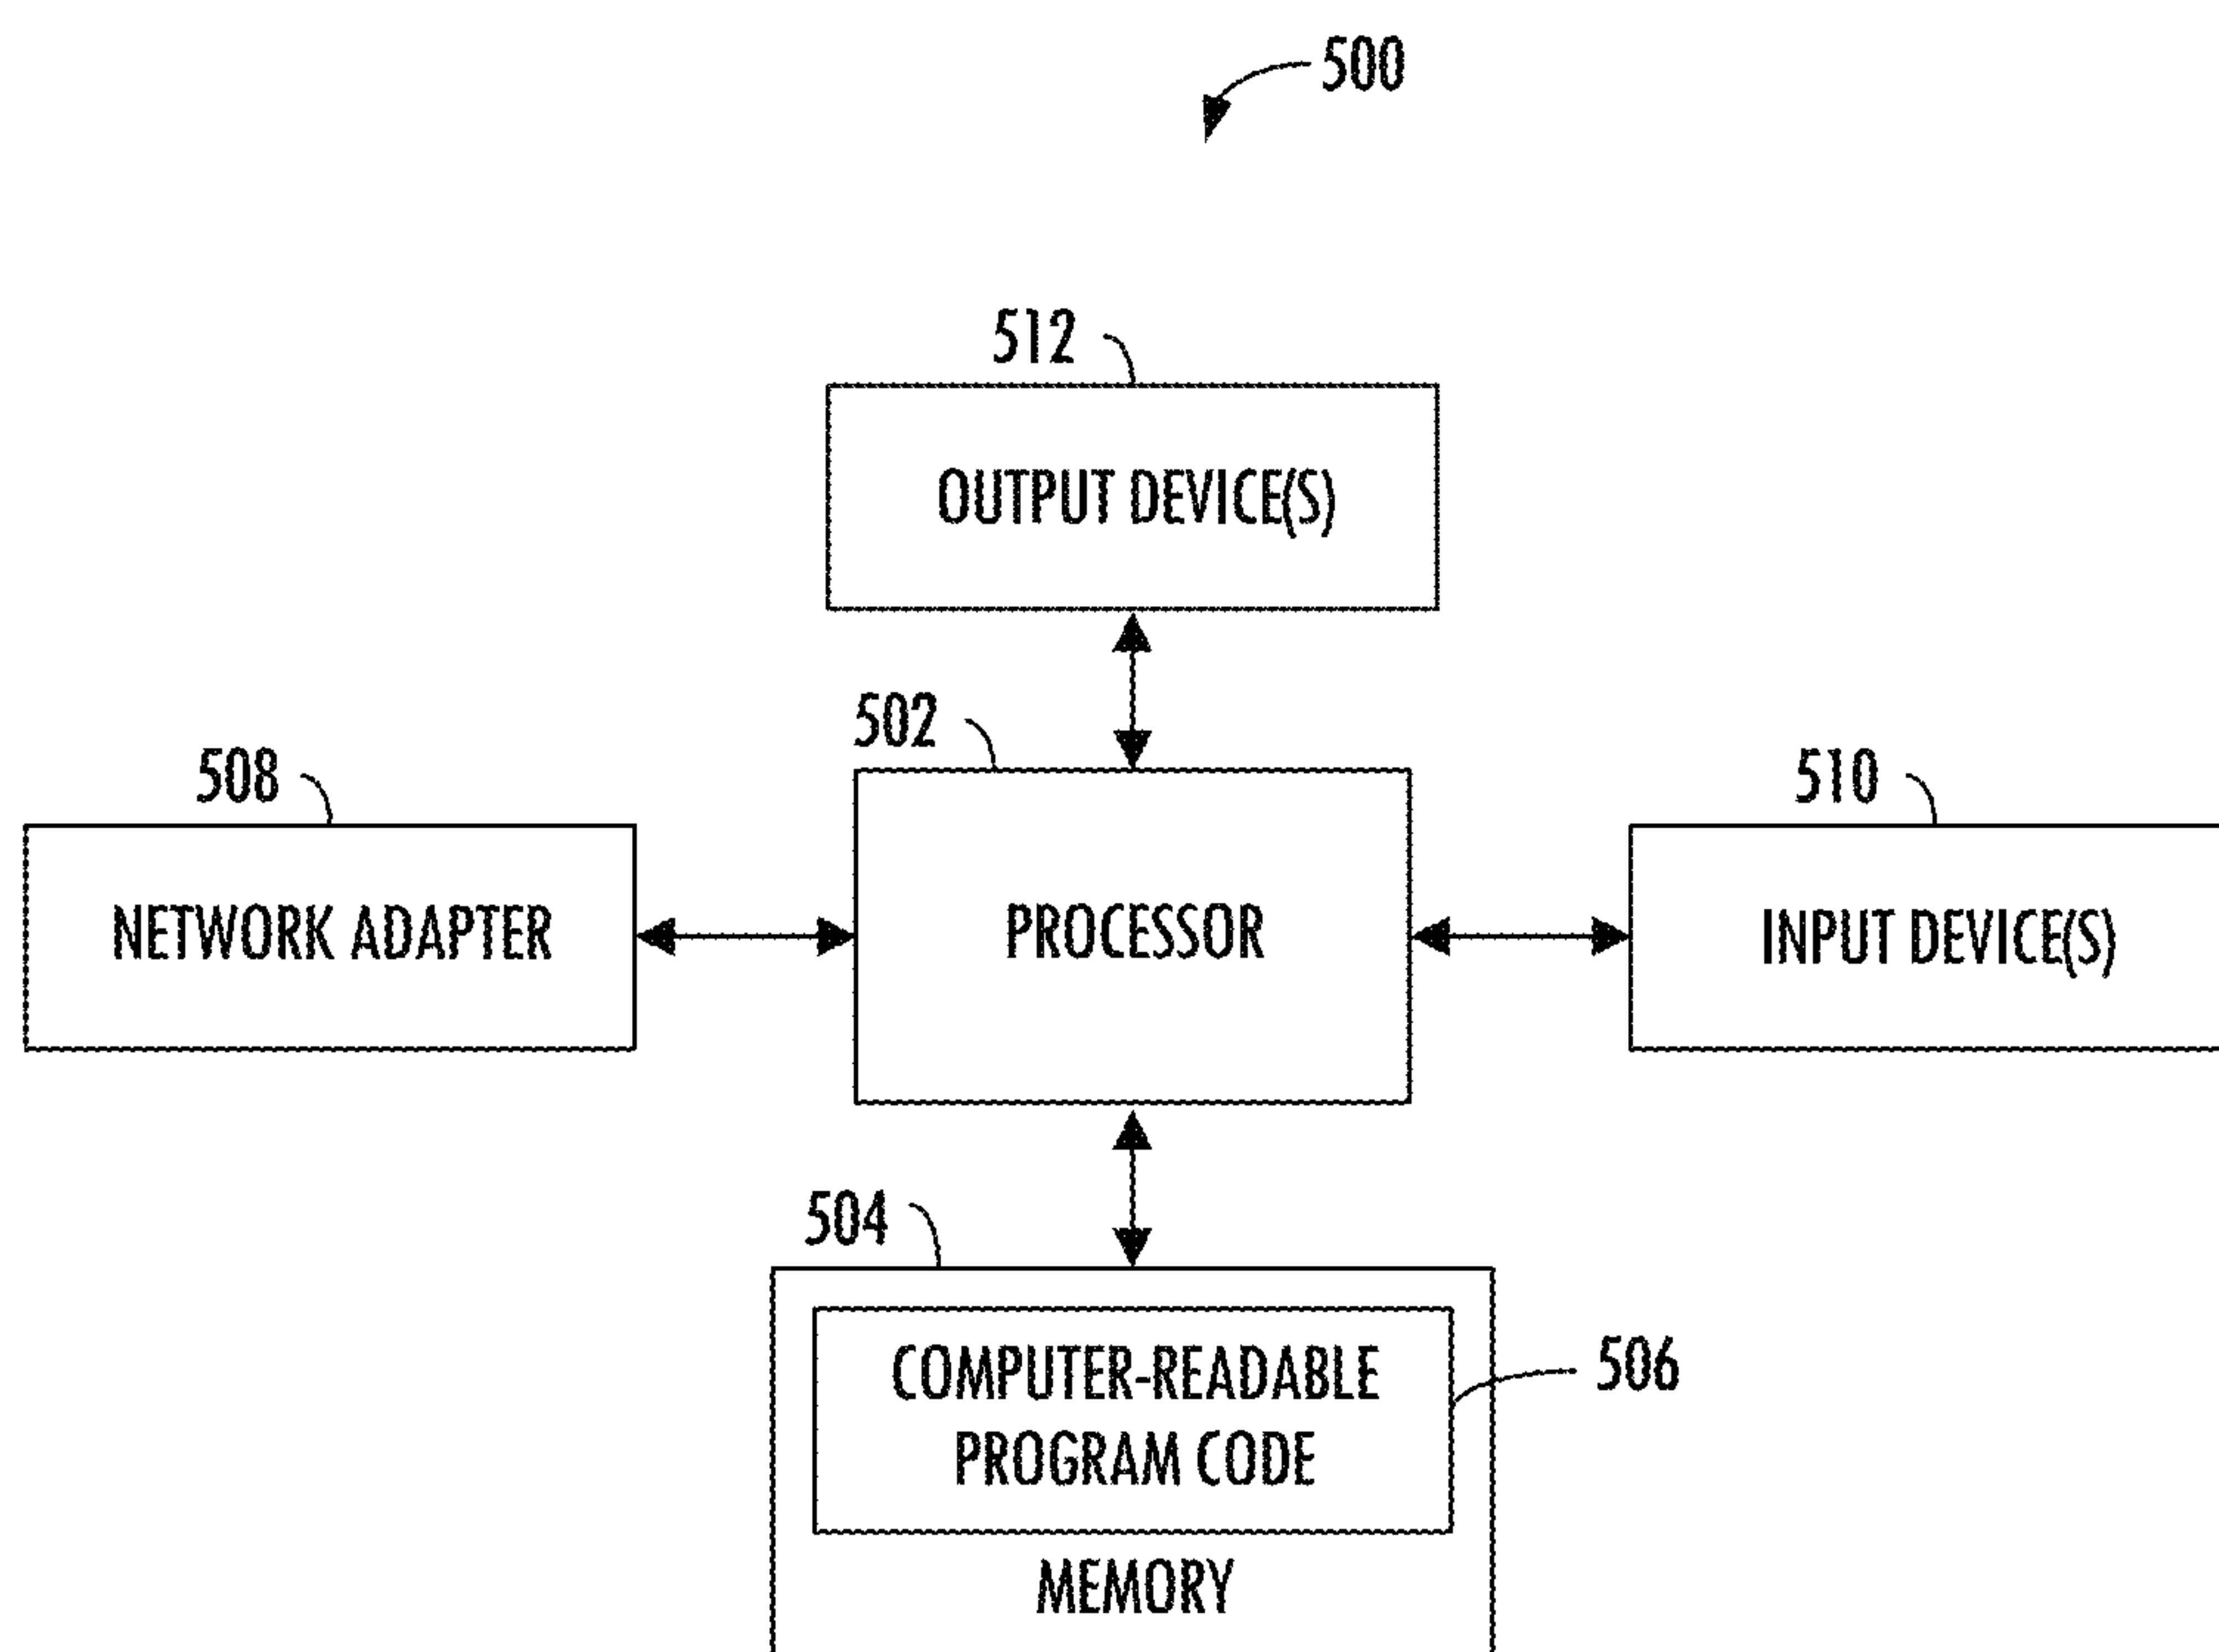 500
512
OUTPUT DEVICE(S)
502
508
510
NETWORK ADAPTER
PROCESSOR
INPUT DEVICE(S)
504
COMPUTER-READABLE
PROGRAM CODE
506
MEMORY